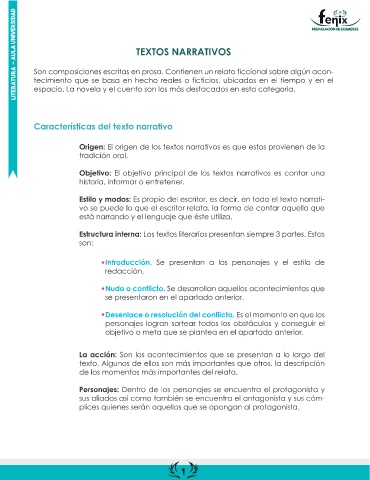 LITERATURA – AULA UNIVERSIDAD
fenix
PREPARACIÓN DE EXÁMENES
TEXTOS NARRATIVOS
Son composiciones escritas en prosa. Contienen un relato ficcional sobre algún acon-
tecimiento que se basa en hecho reales o ficticios, ubicados en el tiempo y en el
espacio. La novela y el cuento son los más destacados en esta categoría.
Características del texto narrativo
Origen: El origen de los textos narrativos es que estos provienen de la
tradición oral.
Objetivo: El objetivo principal de los textos narrativos es contar una
historia, informar o entretener.
Estilo y modos: Es propio del escritor, es decir, en todo el texto narrati-
vo se puede lo que el escritor relata, la forma de contar aquello que
está narrando y el lenguaje que éste utiliza.
Estructura interna: Los textos literarios presentan siempre 3 partes. Estas
son:
•Introducción. Se presentan a los personajes y el estilo de
redacción.
•Nudo o conflicto. Se desarrollan aquellos acontecimientos que
se presentaron en el apartado anterior.
•Desenlace o resolución del conflicto. Es el momento en que los
personajes logran sortear todos los obstáculos y conseguir el
objetivo o meta que se plantea en el apartado anterior.
La acción: Son los acontecimientos que se presentan a lo largo del
texto. Algunos de ellos son más importantes que otros. la descripción
de los momentos más importantes del relato.
Personajes: Dentro de los personajes se encuentra el protagonista y
sus aliados así como también se encuentra el antagonista y sus cóm-
plices quienes serán aquellos que se opongan al protagonista.
1